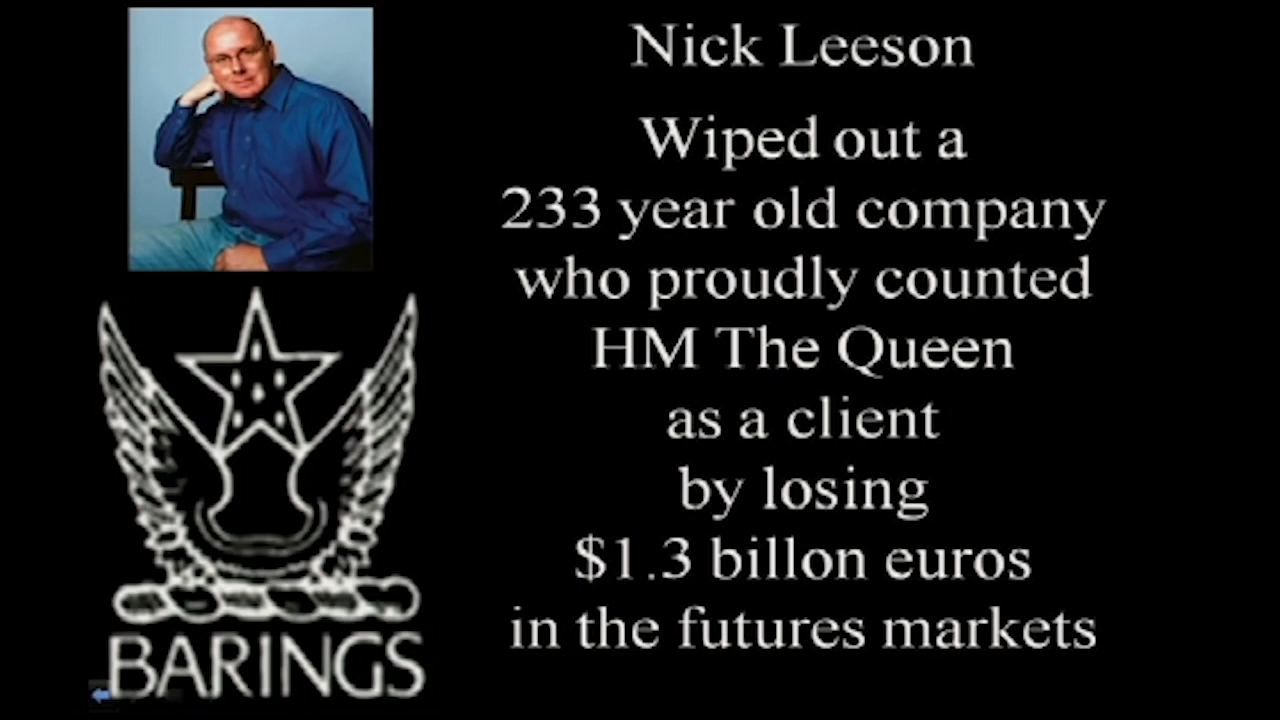 Nick Leeson
Wiped out a
233 year old company
who proudly counted
HM The Queen
as a client
by losing
$1.3 billon euros
in the futures markets
BARINGS